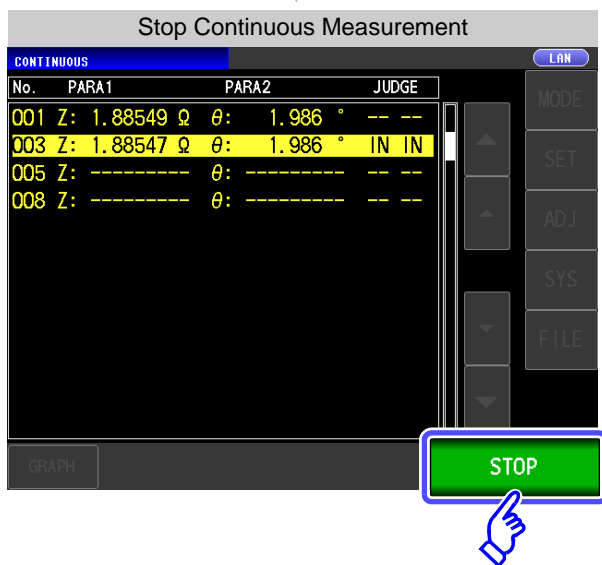 Stop Continuous Measurement
CONTINUOUS LAN
No. PARA1 PARA2 JUDGE
001 Z: 1.88549 Ω θ: 1.986 ° -- --
003 Z: 1.88547 Ω θ: 1.986 ° IN IN
005 Z: --------- θ: --------- -- --
008 Z: --------- θ: --------- -- --
MODE
SET
ADJ
SYS
FILE
GRAPH
STOP